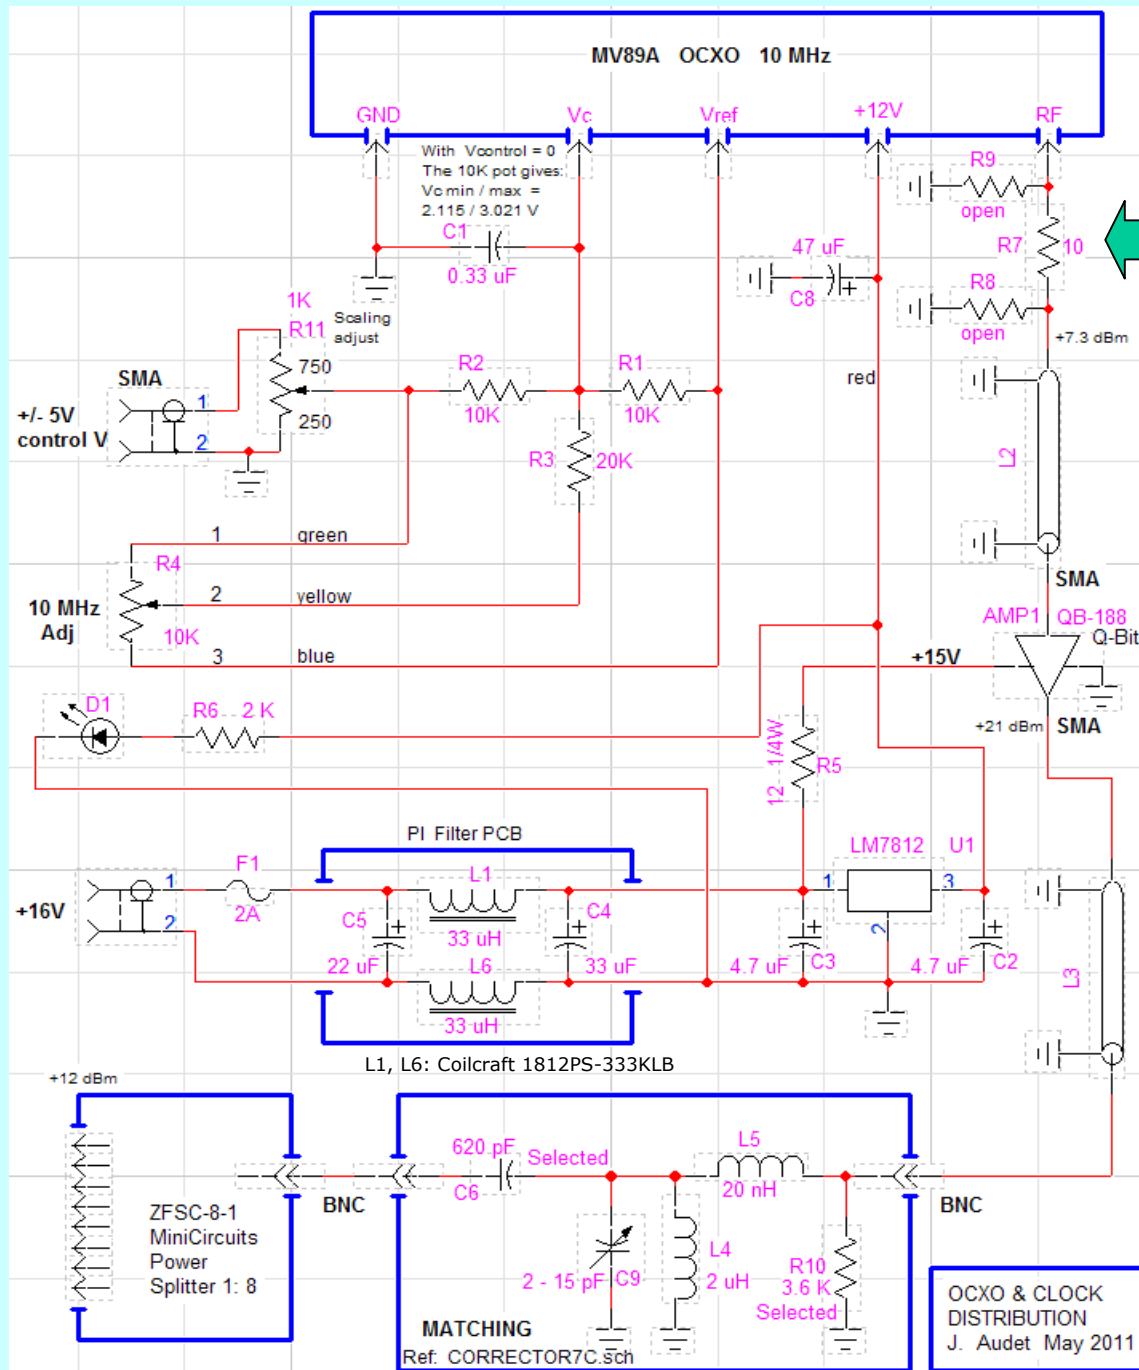 MV89A   OCXO   10 MHz
GND
Vc
Vref
+12V
RF
With Vcontrol = 0
The 10K pot gives:
Vc min / max =
2.115 / 3.021 V
C1
0.33 uF
47 uF
C8
R9
open
R7
10
R8
open
+7.3 dBm
1K
R11
Scaling
adjust
750
250
SMA
1
2
+/- 5V
control V
R2
10K
R1
10K
R3
20K
red
L2
1
green
R4
2
yellow
10 MHz
Adj
10K
3
blue
SMA
AMP1
QB-188
Q-Bit
+15V
+21 dBm
SMA
D1
R6
2 K
12   1/4W
R5
PI Filter PCB
LM7812
U1
F1
2A
L1
33 uH
1
3
2
+16V
1
2
C5
22 uF
C4
33 uF
L6
33 uH
4.7 uF
C3
4.7 uF
C2
L3
L1, L6: Coilcraft 1812PS-333KLB
+12 dBm
620 pF
C6
Selected
L5
20 nH
BNC
BNC
ZFSC-8-1
MiniCircuits
Power
Splitter 1: 8
2 - 15 pF
C9
L4
2 uH
R10
3.6 K
Selected
MATCHING
Ref: CORRECTOR7C.sch
OCXO & CLOCK
DISTRIBUTION
J. Audet  May 2011